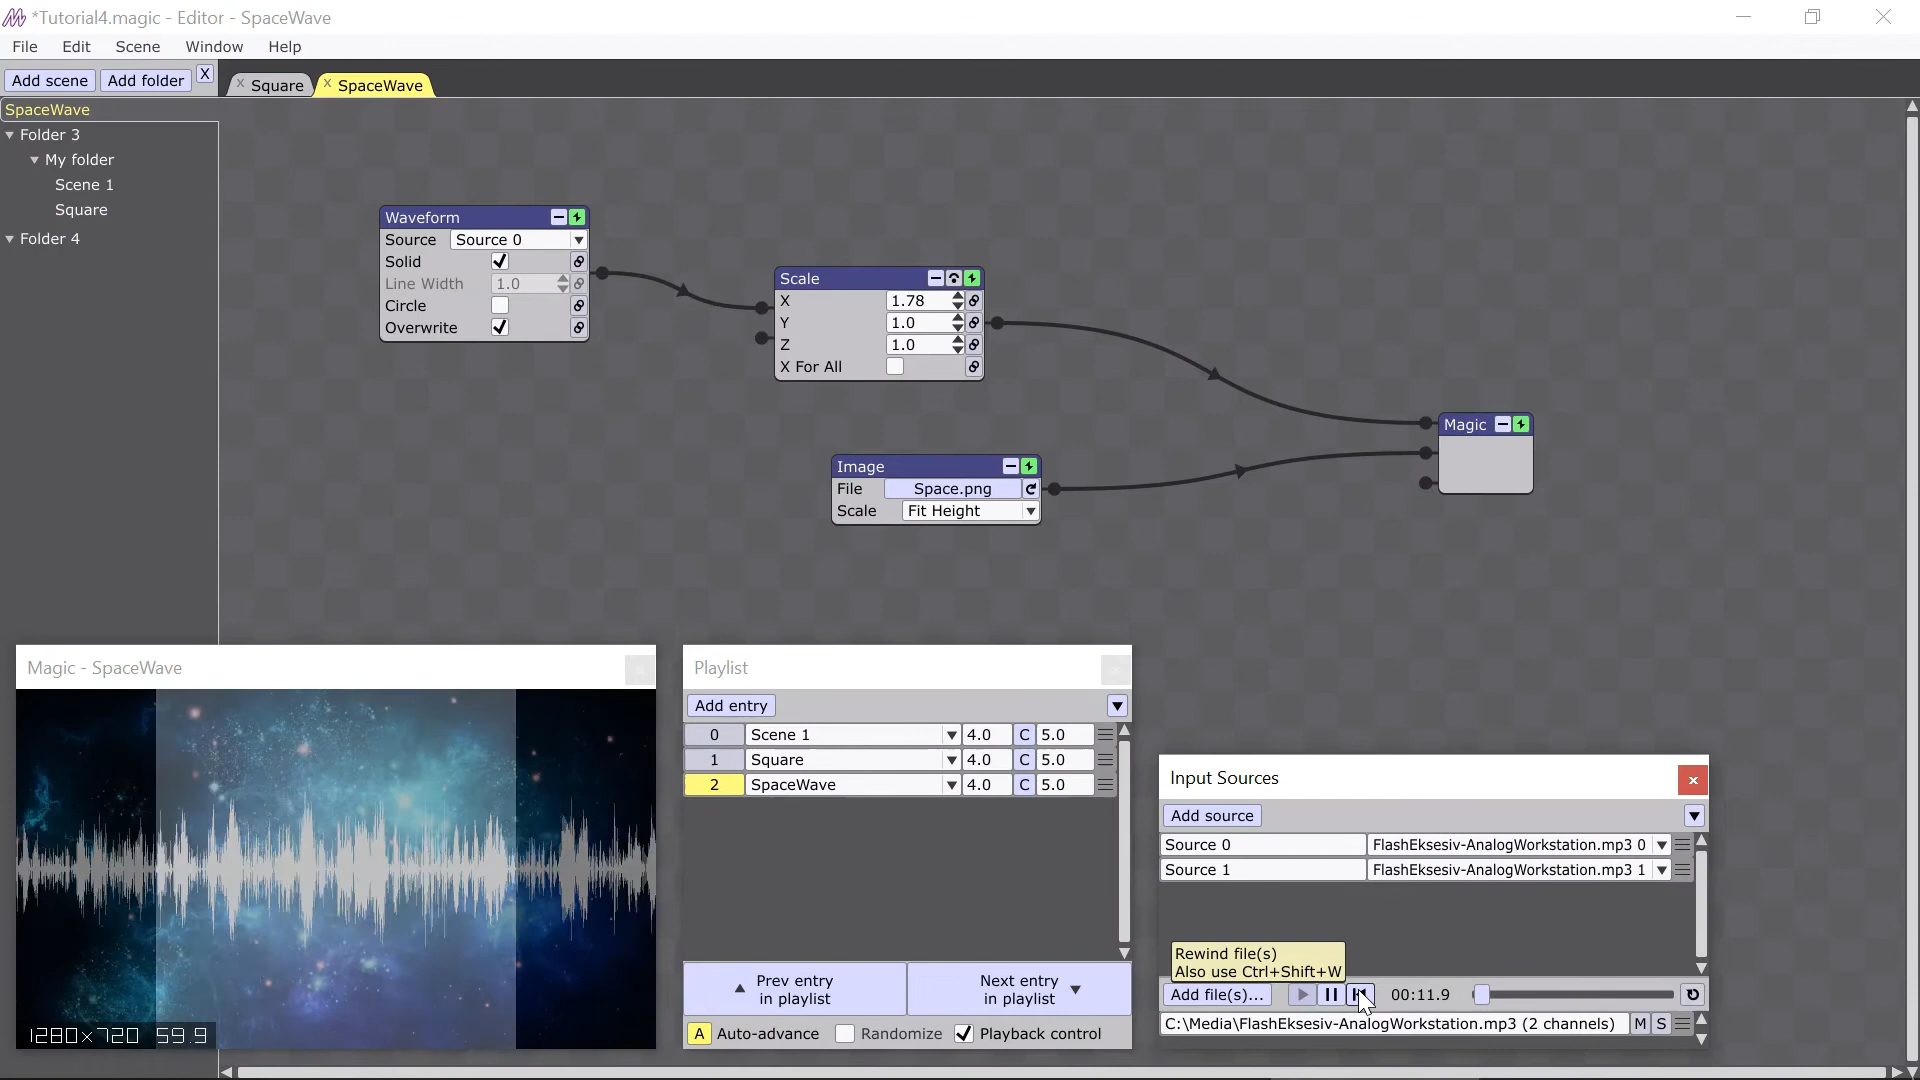 *Tutorial4.magic - Editor - SpaceWave
File Edit Scene Window Help
Add scene Add folder X
x Square x SpaceWave
SpaceWave
Folder 3
My folder
Scene 1
Square
Folder 4
Waveform
Source Source 0
Solid
Line Width 1.0
Circle
Overwrite
Scale
X 1.78
Y 1.0
Z 1.0
X For All
Image
File Space.png
Scale Fit Height
Magic
Magic - SpaceWave
1280x720 59.9
Playlist
Add entry
0 Scene 1 4.0 C 5.0
1 Square 4.0 C 5.0
2 SpaceWave 4.0 C 5.0
Prev entry
in playlist
Next entry
in playlist
A Auto-advance Randomize Playback control
Input Sources
x
Add source
Source 0 FlashEksesiv-AnalogWorkstation.mp3 0
Source 1 FlashEksesiv-AnalogWorkstation.mp3 1
Rewind file(s)
Also use Ctrl+Shift+W
Add file(s)... 00:11.9
C:\Media\FlashEksesiv-AnalogWorkstation.mp3 (2 channels) M S